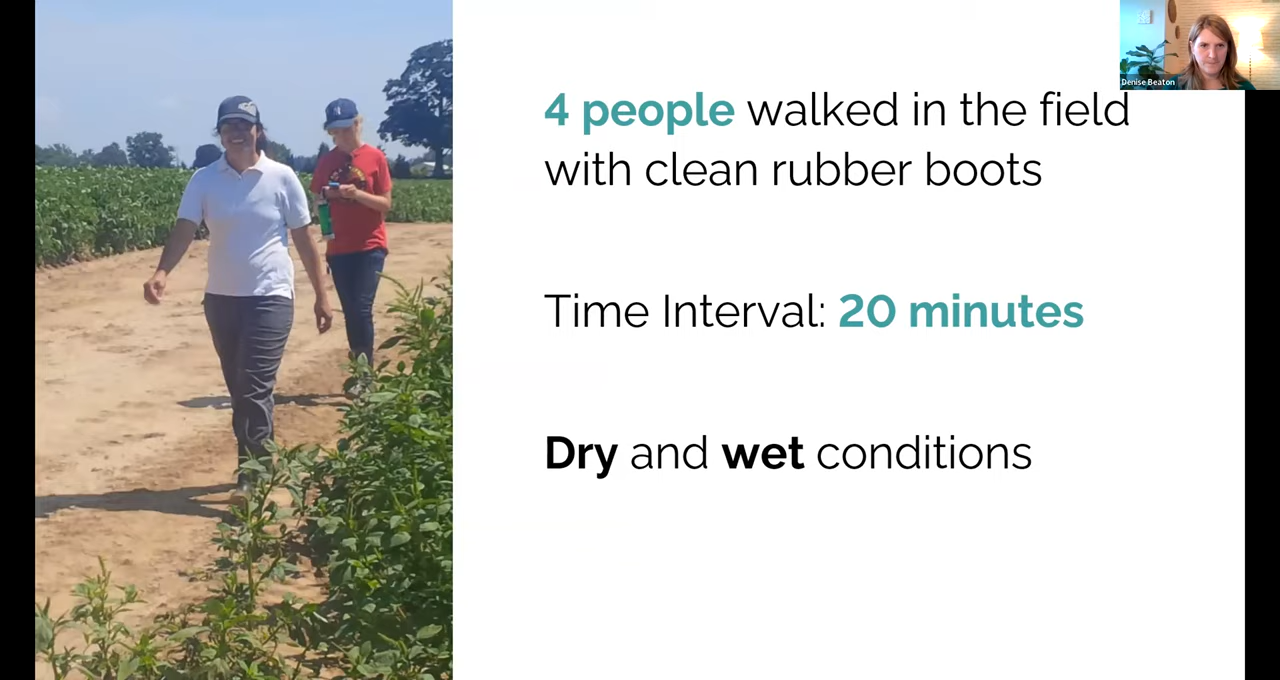 4 people walked in the field
with clean rubber boots
Time Interval: 20 minutes
Dry and wet conditions
Denise Beaton